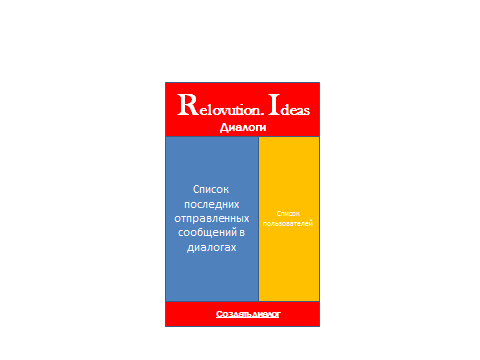 Relovution. Ideas
Диалоги
Список
последних
отправленных
сообщений в
диалогах
Список
пользователей
Создать диалог